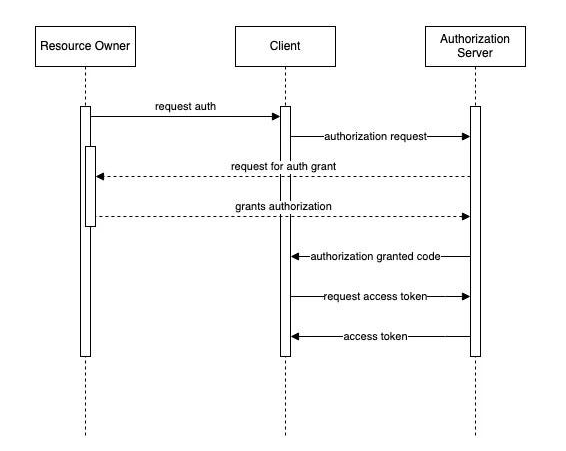 Resource Owner
Client
Authorization
Server
request auth
authorization request
request for auth grant
grants authorization
authorization granted code
request access token
access token